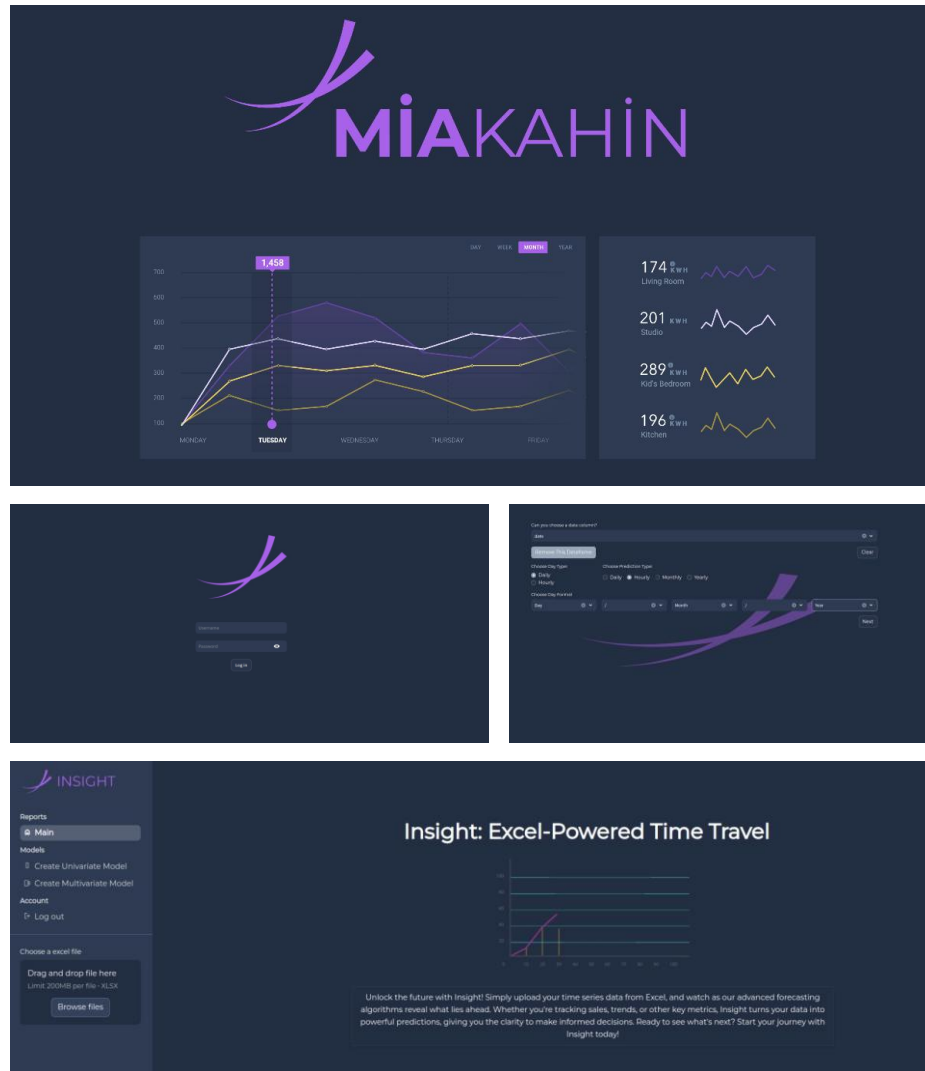 MİAKAHİN
DAY WEEK MONTH YEAR
1,458
700
600
500
400
300
200
100
MONDAY TUESDAY WEDNESDAY THURSDAY FRIDAY
174 KWH
Living Room
201 KWH
Studio
289 KWH
Kid's Bedroom
196 KWH
Kitchen
Username
Password
Log in
Can you choose a date column?
date
Clear
Choose Day Type:
Daily
Hourly
Choose Prediction Type:
Daily Hourly Monthly Yearly
Choose Day Format
Day / Month / Year
Next
INSIGHT
Reports
Main
Models
Create Univariate Model
Create Multivariate Model
Account
Log out
Choose a excel file
Drag and drop file here
Limit 200MB per file • XLSX
Browse files
Insight: Excel-Powered Time Travel
Unlock the future with Insight! Simply upload your time series data from Excel, and watch as our advanced forecasting
algorithms reveal what lies ahead. Whether you're tracking sales, trends, or other key metrics, Insight turns your data into
powerful predictions, giving you the clarity to make informed decisions. Ready to see what's next? Start your journey with
Insight today!